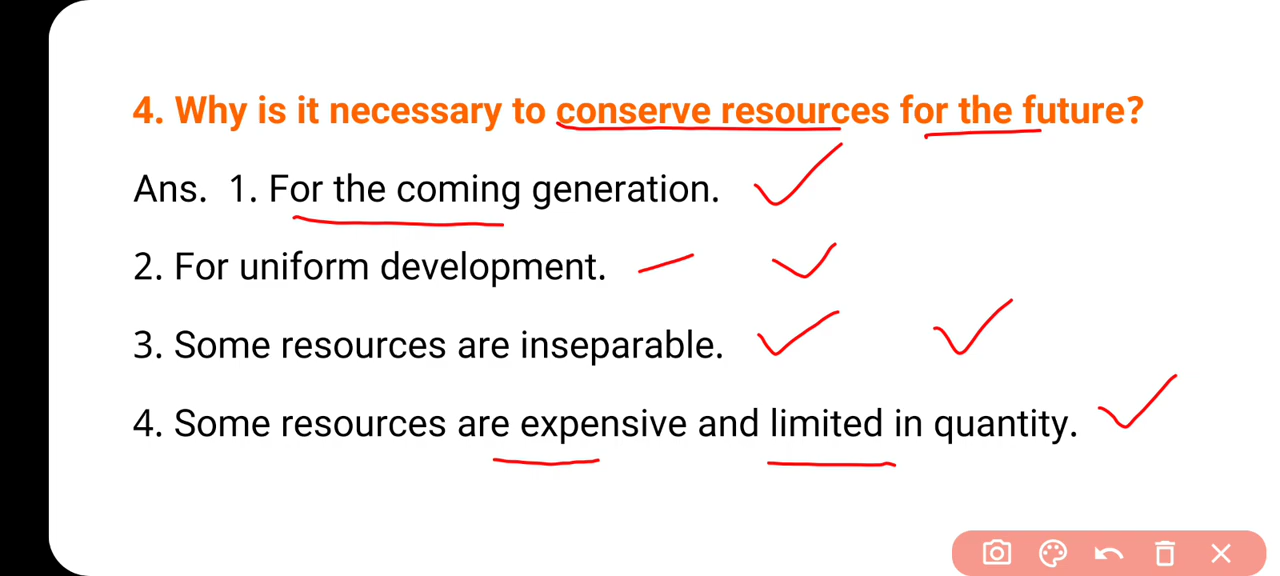 4. Why is it necessary to conserve resources for the future?
Ans. 1. For the coming generation.
2. For uniform development.
3. Some resources are inseparable.
4. Some resources are expensive and limited in quantity.